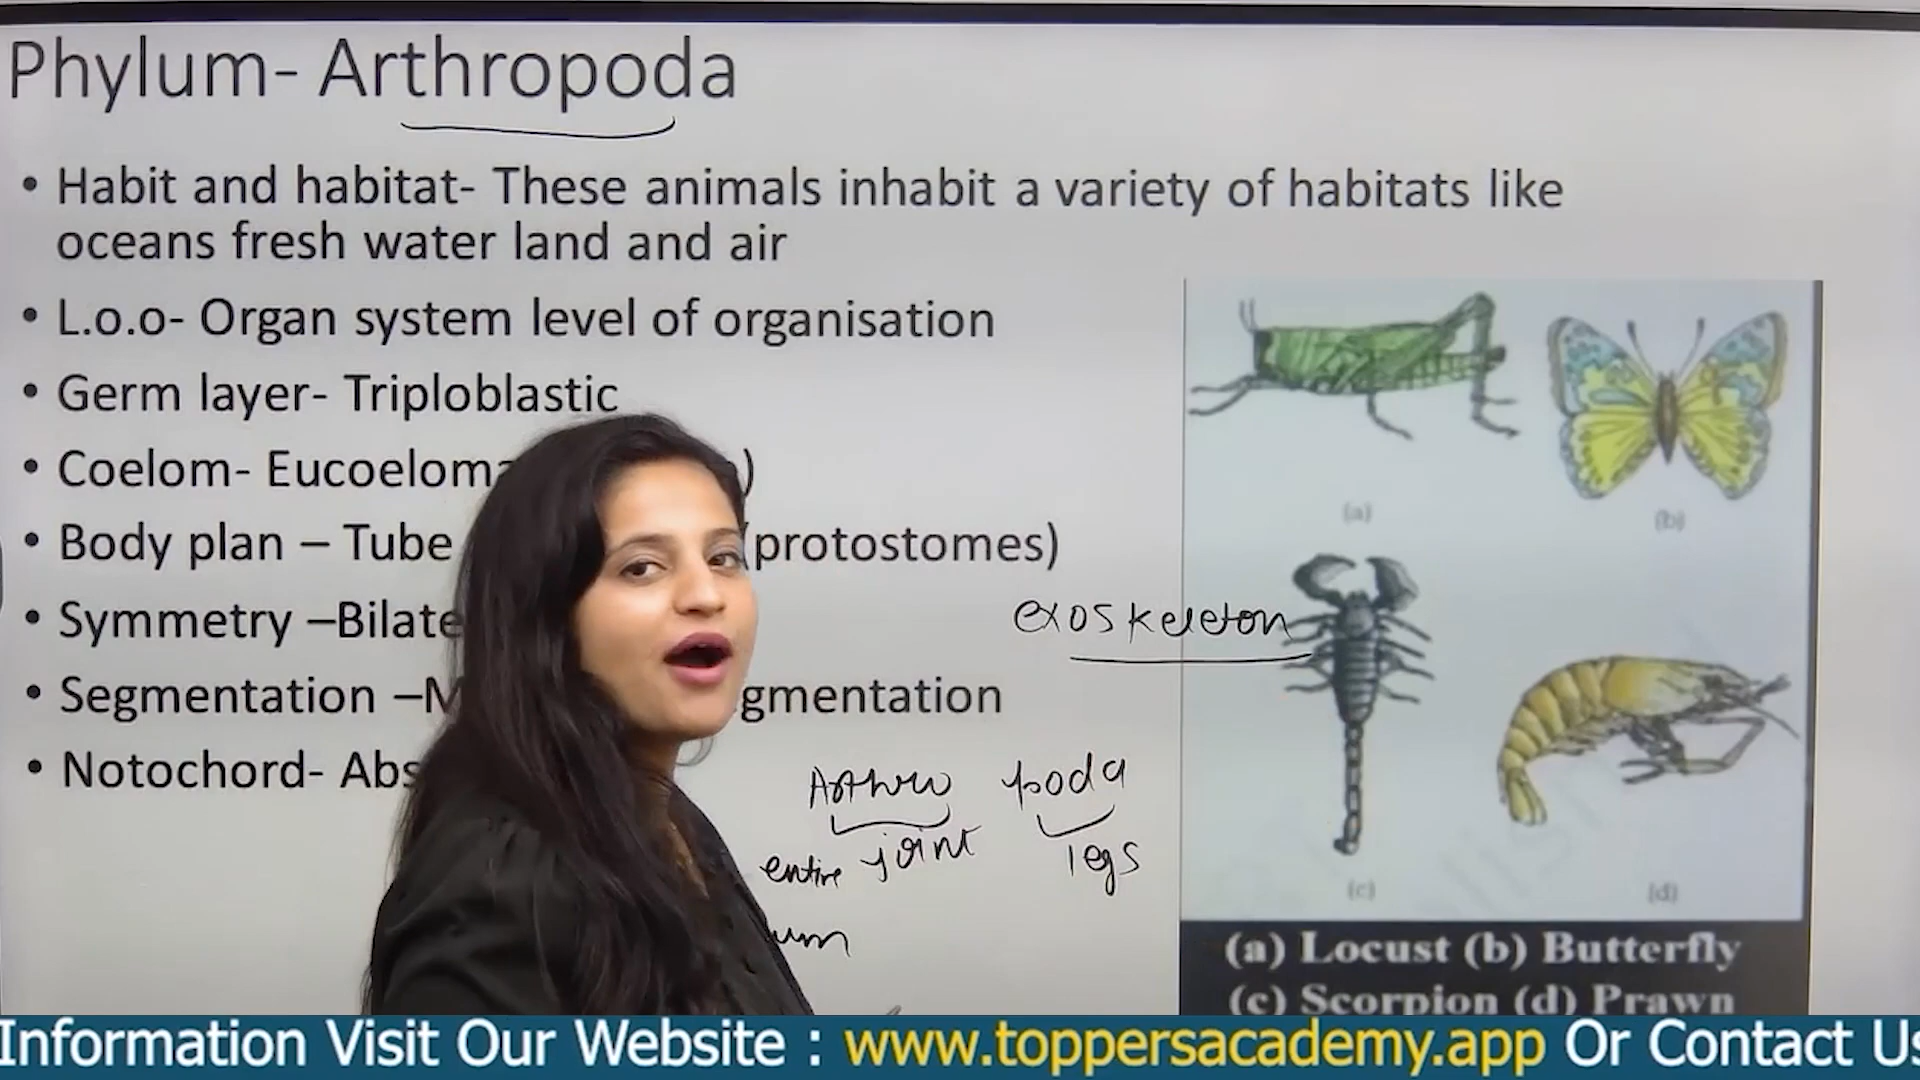 Phylum- Arthropoda
• Habit and habitat- These animals inhabit a variety of habitats like
oceans fresh water land and air
• L.o.o- Organ system level of organisation
• Germ layer- Triploblastic
• Coelom- Eucoeloma )
• Body plan – Tube (protostomes)
• Symmetry –Bilate
• Segmentation –M gmentation
• Notochord- Abs
exoskeleton
Arthro poda
joint legs
entire
um
(a)
(b)
(c)
(d)
(a) Locust (b) Butterfly
(c) Scorpion (d) Prawn
Information Visit Our Website : www.toppersacademy.app Or Contact Us